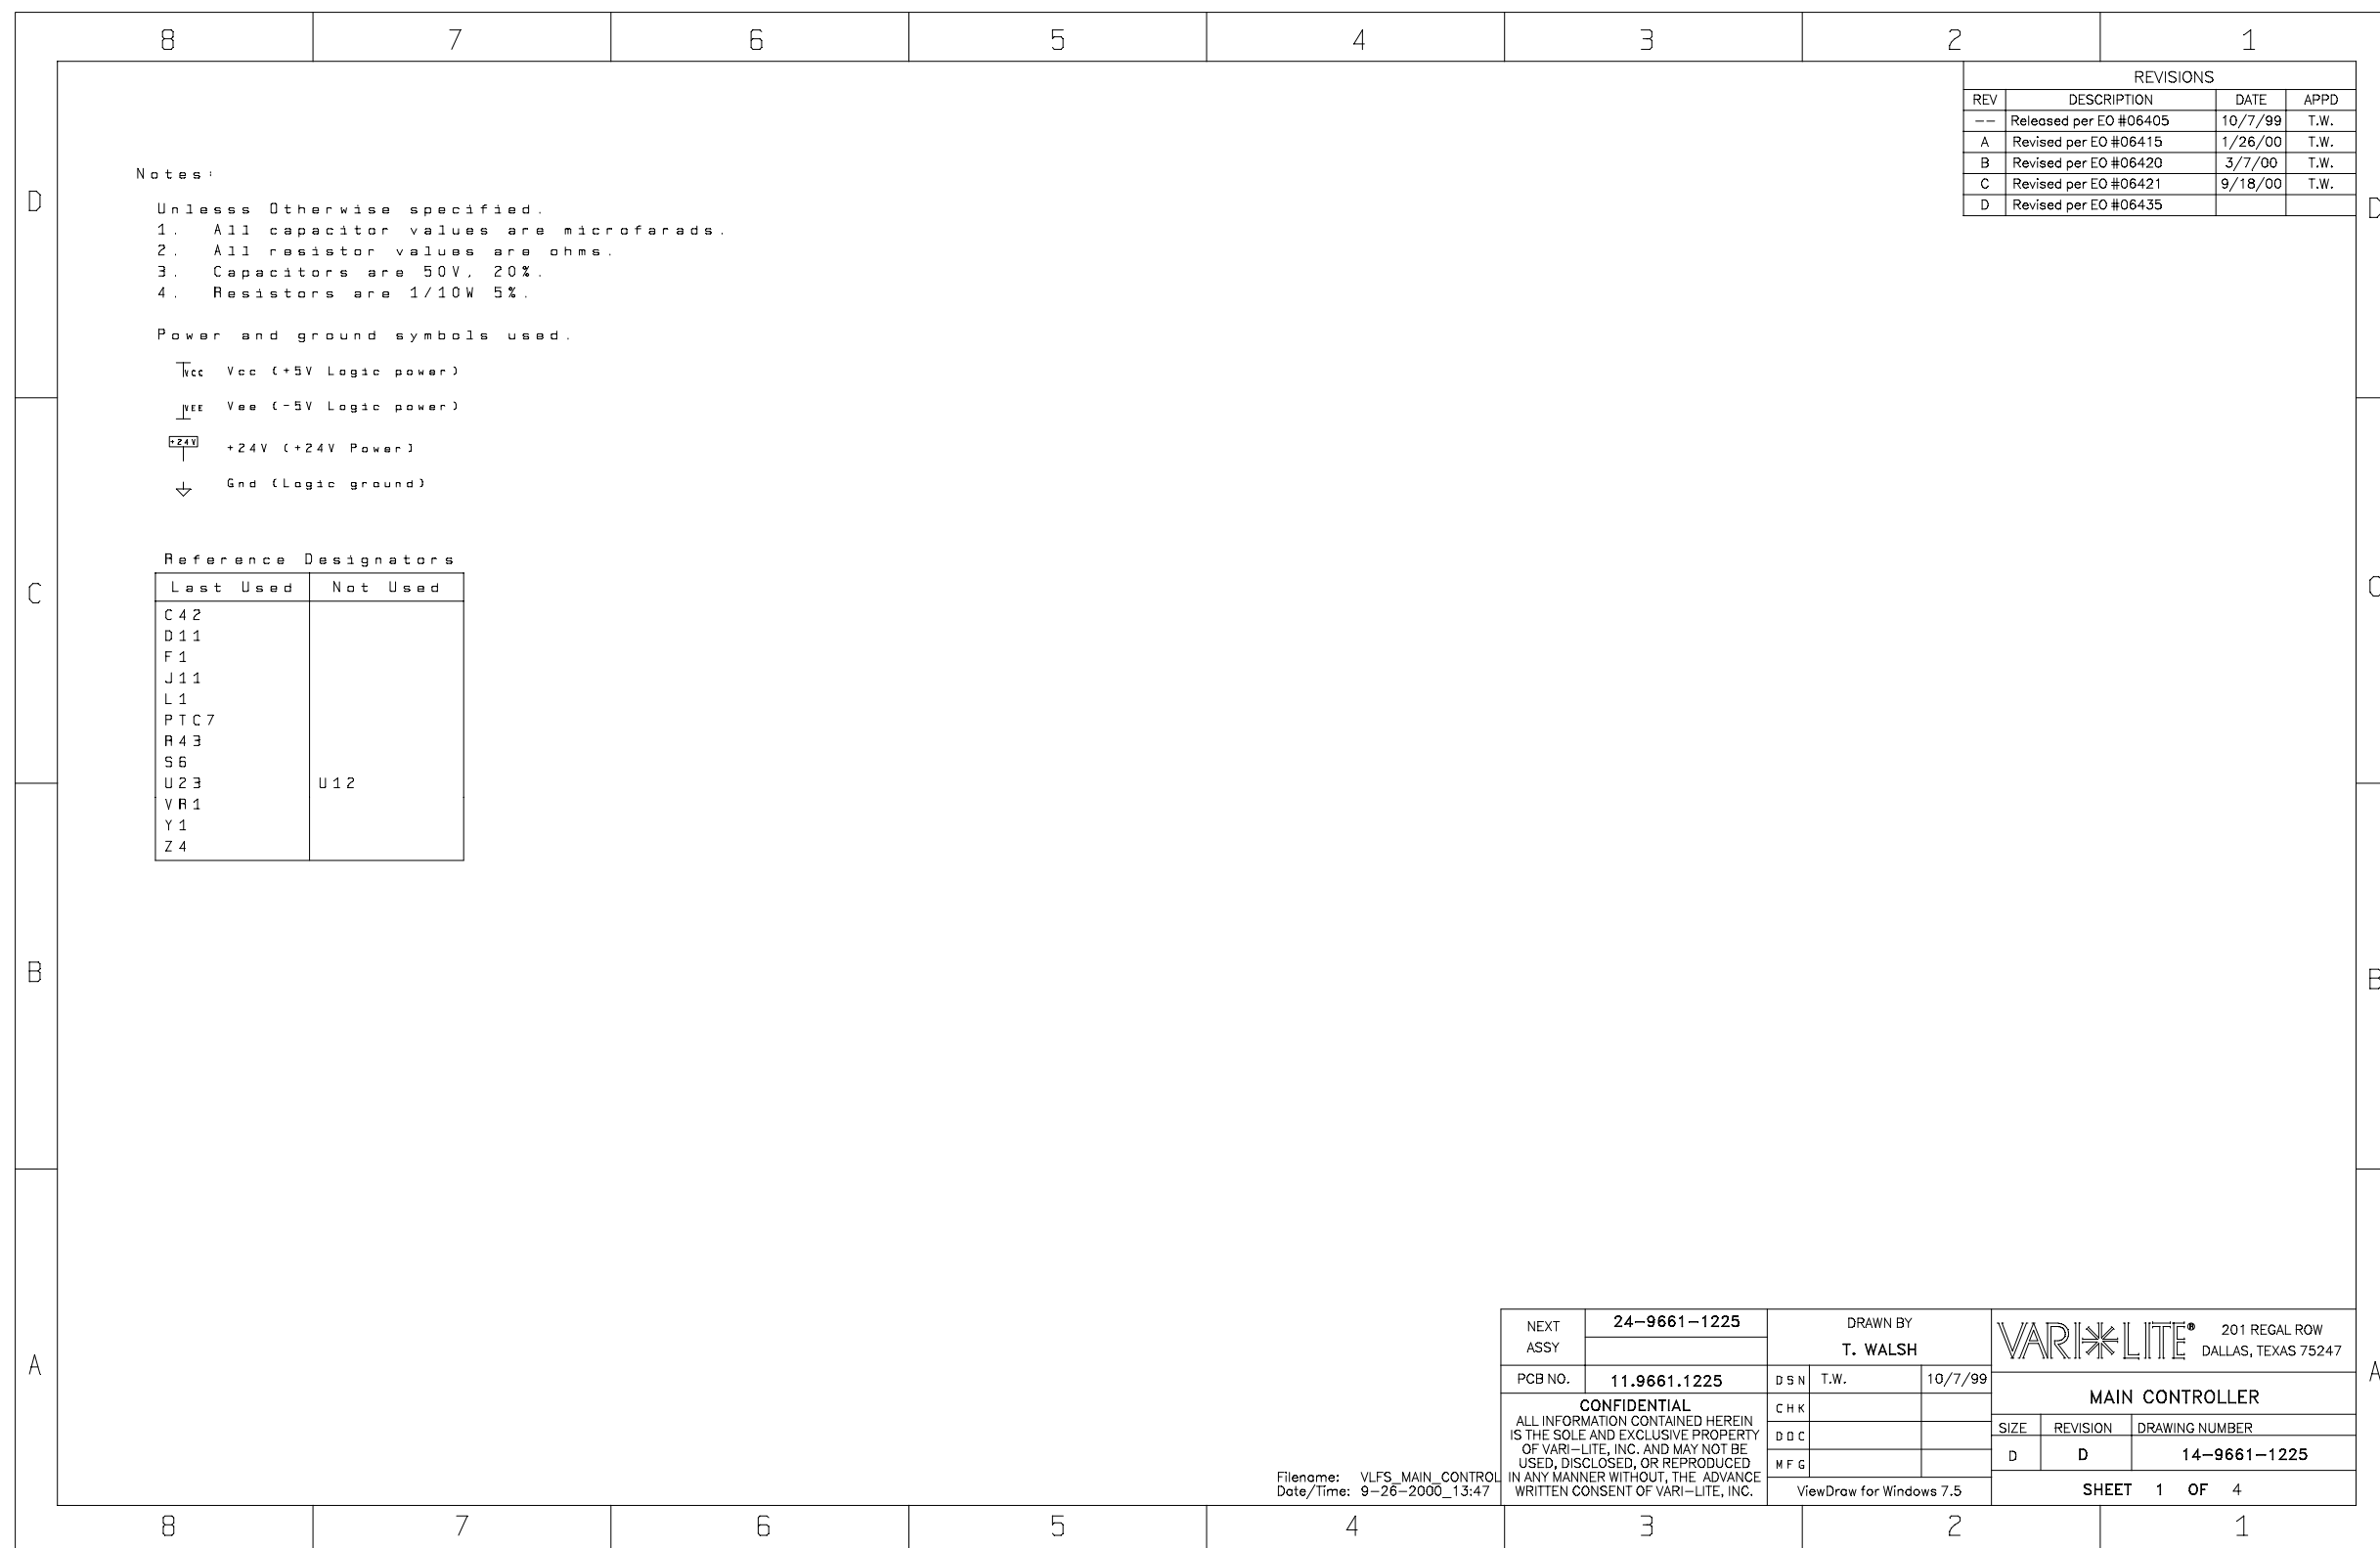 8 7 6 5 4 3 2 1
REVISIONS
REV DESCRIPTION DATE APPD
-- Released per EO #06405 10/7/99 T.W.
A Revised per EO #06415 1/26/00 T.W.
B Revised per EO #06420 3/7/00 T.W.
C Revised per EO #06421 9/18/00 T.W.
D Revised per EO #06435
D D
Notes:
Unlesss Otherwise specified.
1. All capacitor values are microfarads.
2. All resistor values are ohms.
3. Capacitors are 50V, 20%.
4. Resistors are 1/10W 5%.
Power and ground symbols used.
VCC Vcc (+5V Logic power)
VEE Vee (-5V Logic power)
+24V +24V (+24V Power)
Gnd (Logic ground)
Reference Designators
Last Used Not Used
C C
C42
D11
F1
J11
L1
PTC7
R43
S6
U23 U12
VR1
Y1
Z4
B B
A A
NEXT ASSY 24-9661-1225
PCB NO. 11.9661.1225
CONFIDENTIAL
ALL INFORMATION CONTAINED HEREIN
IS THE SOLE AND EXCLUSIVE PROPERTY
OF VARI-LITE, INC. AND MAY NOT BE
USED, DISCLOSED, OR REPRODUCED
IN ANY MANNER WITHOUT, THE ADVANCE
WRITTEN CONSENT OF VARI-LITE, INC.
Filename: VLFS_MAIN_CONTROL
Date/Time: 9-26-2000_13:47
DRAWN BY
T. WALSH
DSN T.W. 10/7/99
CHK
DOC
MFG
ViewDraw for Windows 7.5
VARI*LITE® 201 REGAL ROW
DALLAS, TEXAS 75247
MAIN CONTROLLER
SIZE REVISION DRAWING NUMBER
D D 14-9661-1225
SHEET 1 OF 4
8 7 6 5 4 3 2 1